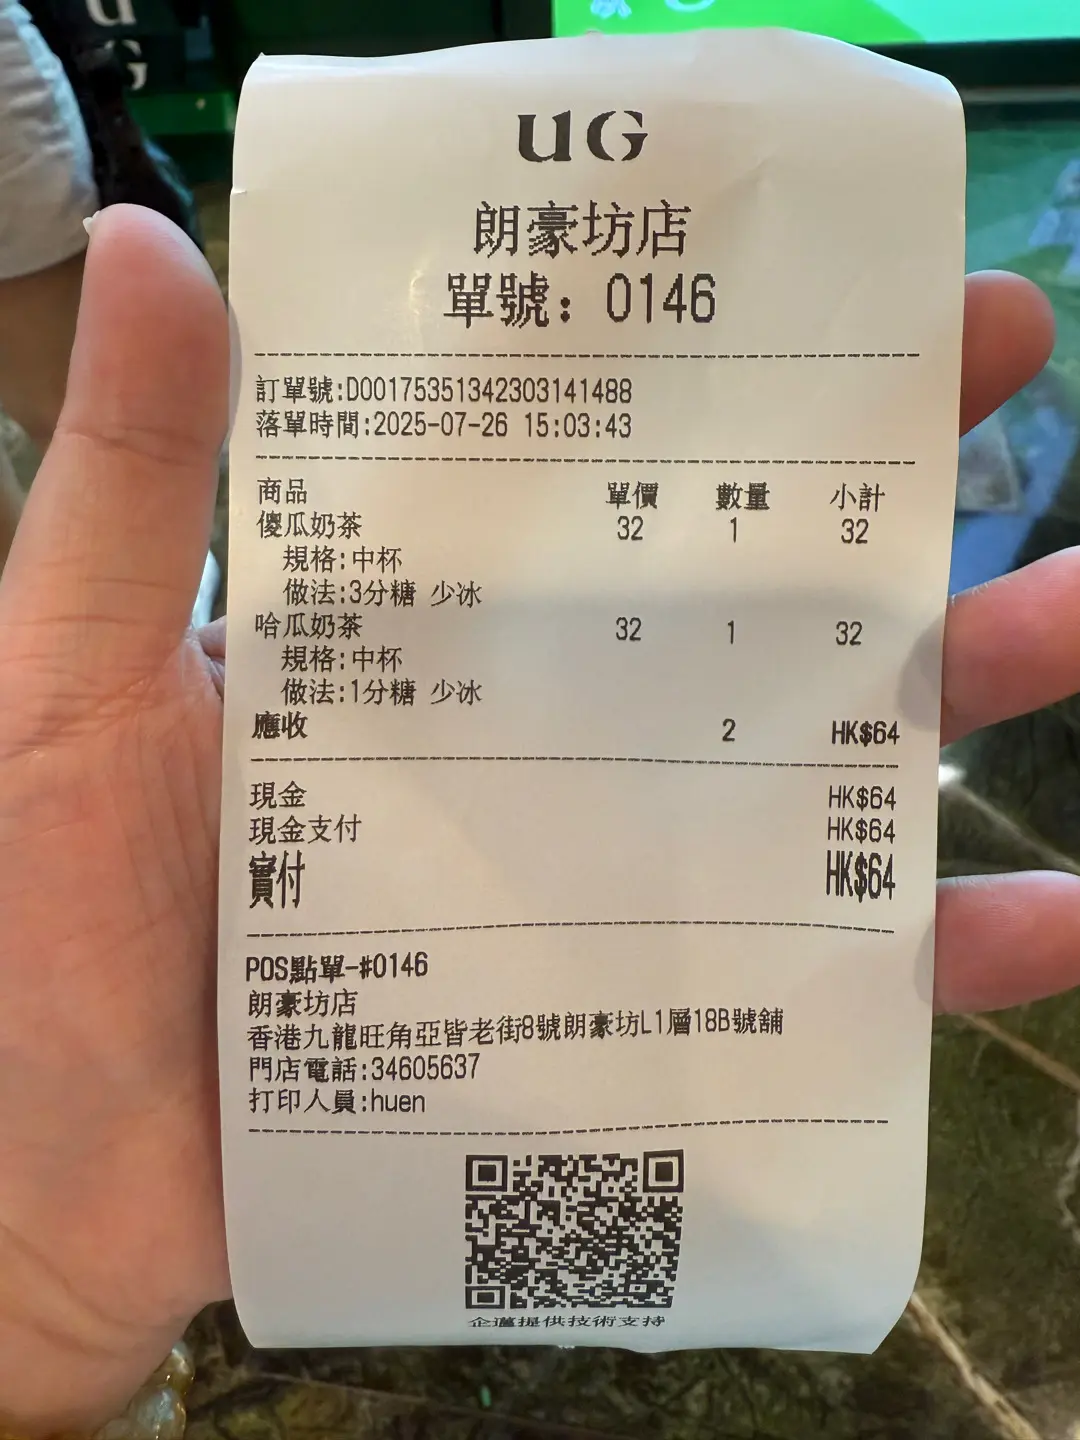 uG
朗豪坊店
單號：0146
訂單號:D001753513423031414​88
落單時間:2025-07-26 15:03:43
商品 單價 數量 小計
傻瓜奶茶 32 1 32
規格:中杯
做法:3分糖 少冰
哈瓜奶茶 32 1 32
規格:中杯
做法:1分糖 少冰
應收 2 HK$64
現金 HK$64
現金支付 HK$64
實付 HK$64
POS點單-#0146
朗豪坊店
香港九龍旺角亞皆老街8號朗豪坊L1層18B號舖
門店電話:34605637
打印人員:huen
企邁提供技術支持